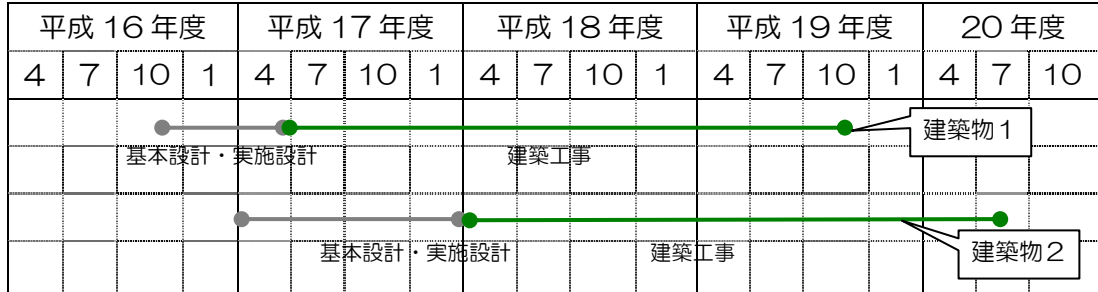 平成16年度 平成17年度 平成18年度 平成19年度 20年度
4 7 10 1 4 7 10 1 4 7 10 1 4 7 10 1 4 7 10
建築物1
基本設計・実施設計 建築工事
基本設計・実施設計 建築工事 建築物2